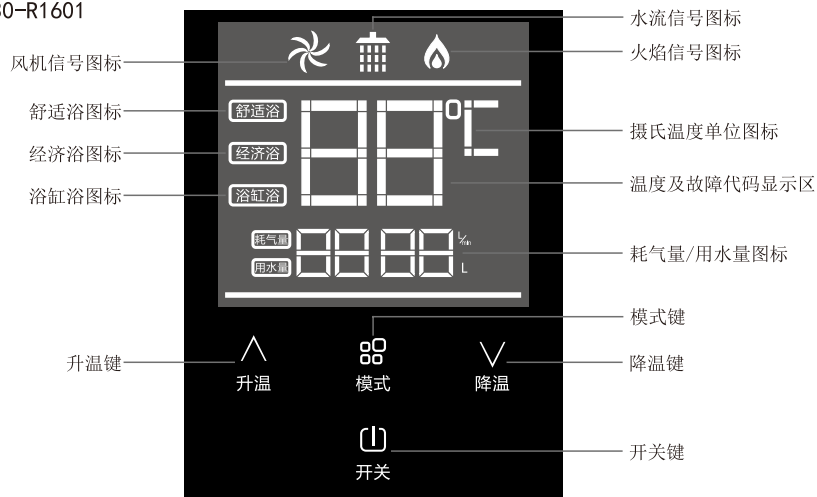 30-R1601
水流信号图标
风机信号图标
火焰信号图标
舒适浴图标
舒适浴
摄氏温度单位图标
经济浴图标
经济浴
浴缸浴图标
浴缸浴
温度及故障代码显示区
88℃
耗气量
88 88
L/min
用水量
L
耗气量/用水量图标
模式键
升温键
升温
模式
降温
降温键
开关
开关键